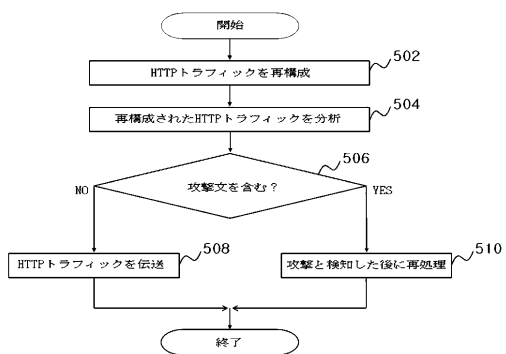 開始
HTTPトラフィックを再構成
502
再構成されたHTTPトラフィックを分析
504
攻撃文を含む?
506
NO
YES
HTTPトラフィックを伝送
508
攻撃と検知した後に再処理
510
終了